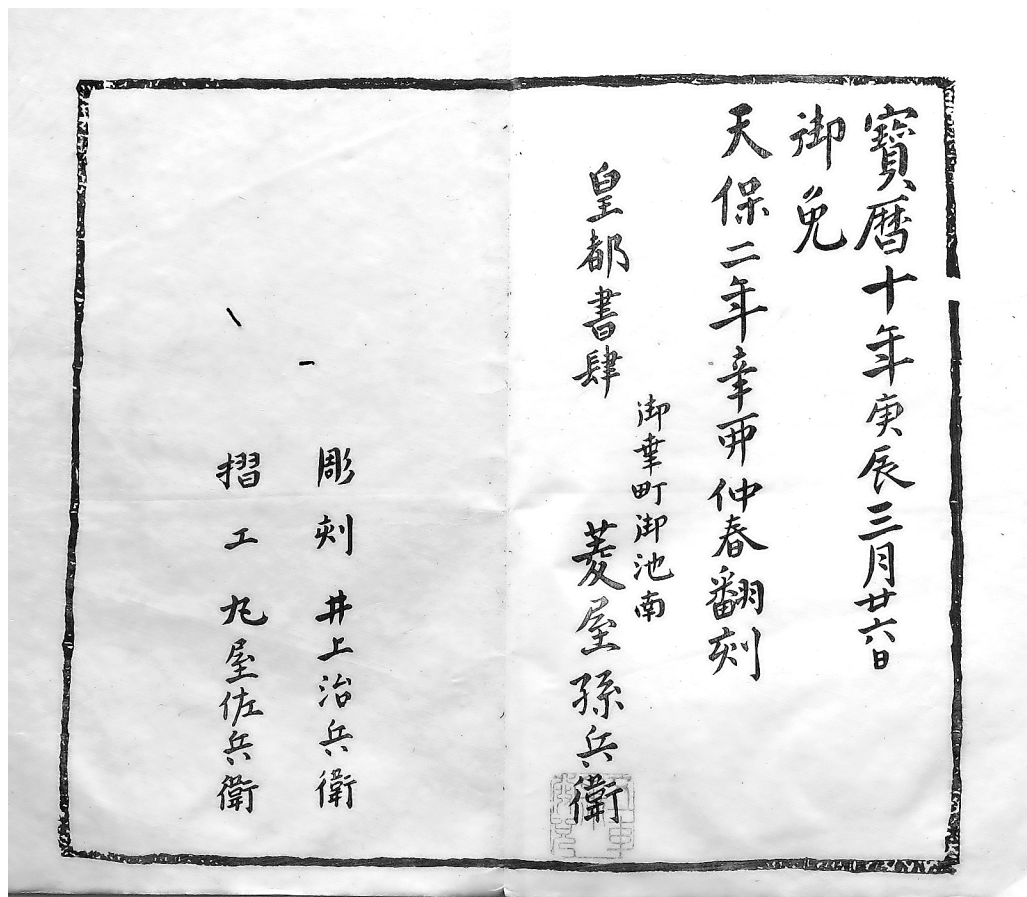 寶暦十年庚辰三月廿六日
御免
天保二年辛卯仲春翻刻
御幸町御池南
皇都書肆 菱屋孫兵衛
彫刻 井上治兵衛
摺工 丸屋佐兵衛